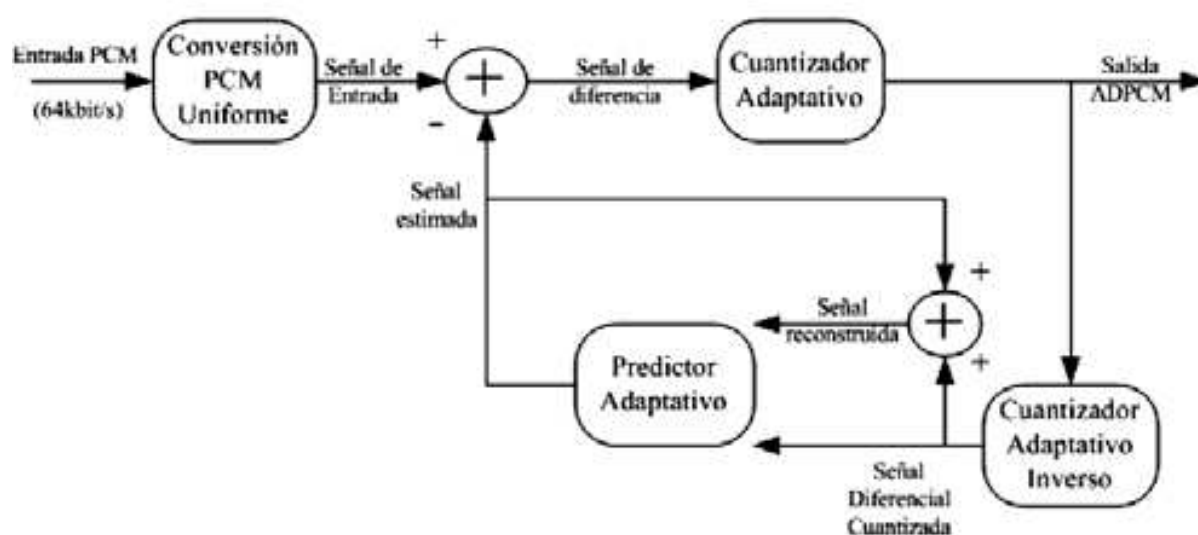 Entrada PCM
(64kbit/s)
Conversión
PCM
Uniforme
Señal de
Entrada
+
+
−
Señal de
diferencia
Cuantizador
Adaptativo
Salida
ADPCM
Señal
estimada
+
+
+
Señal
reconstruida
Predictor
Adaptativo
Cuantizador
Adaptativo
Inverso
Señal
Diferencial
Cuantizada